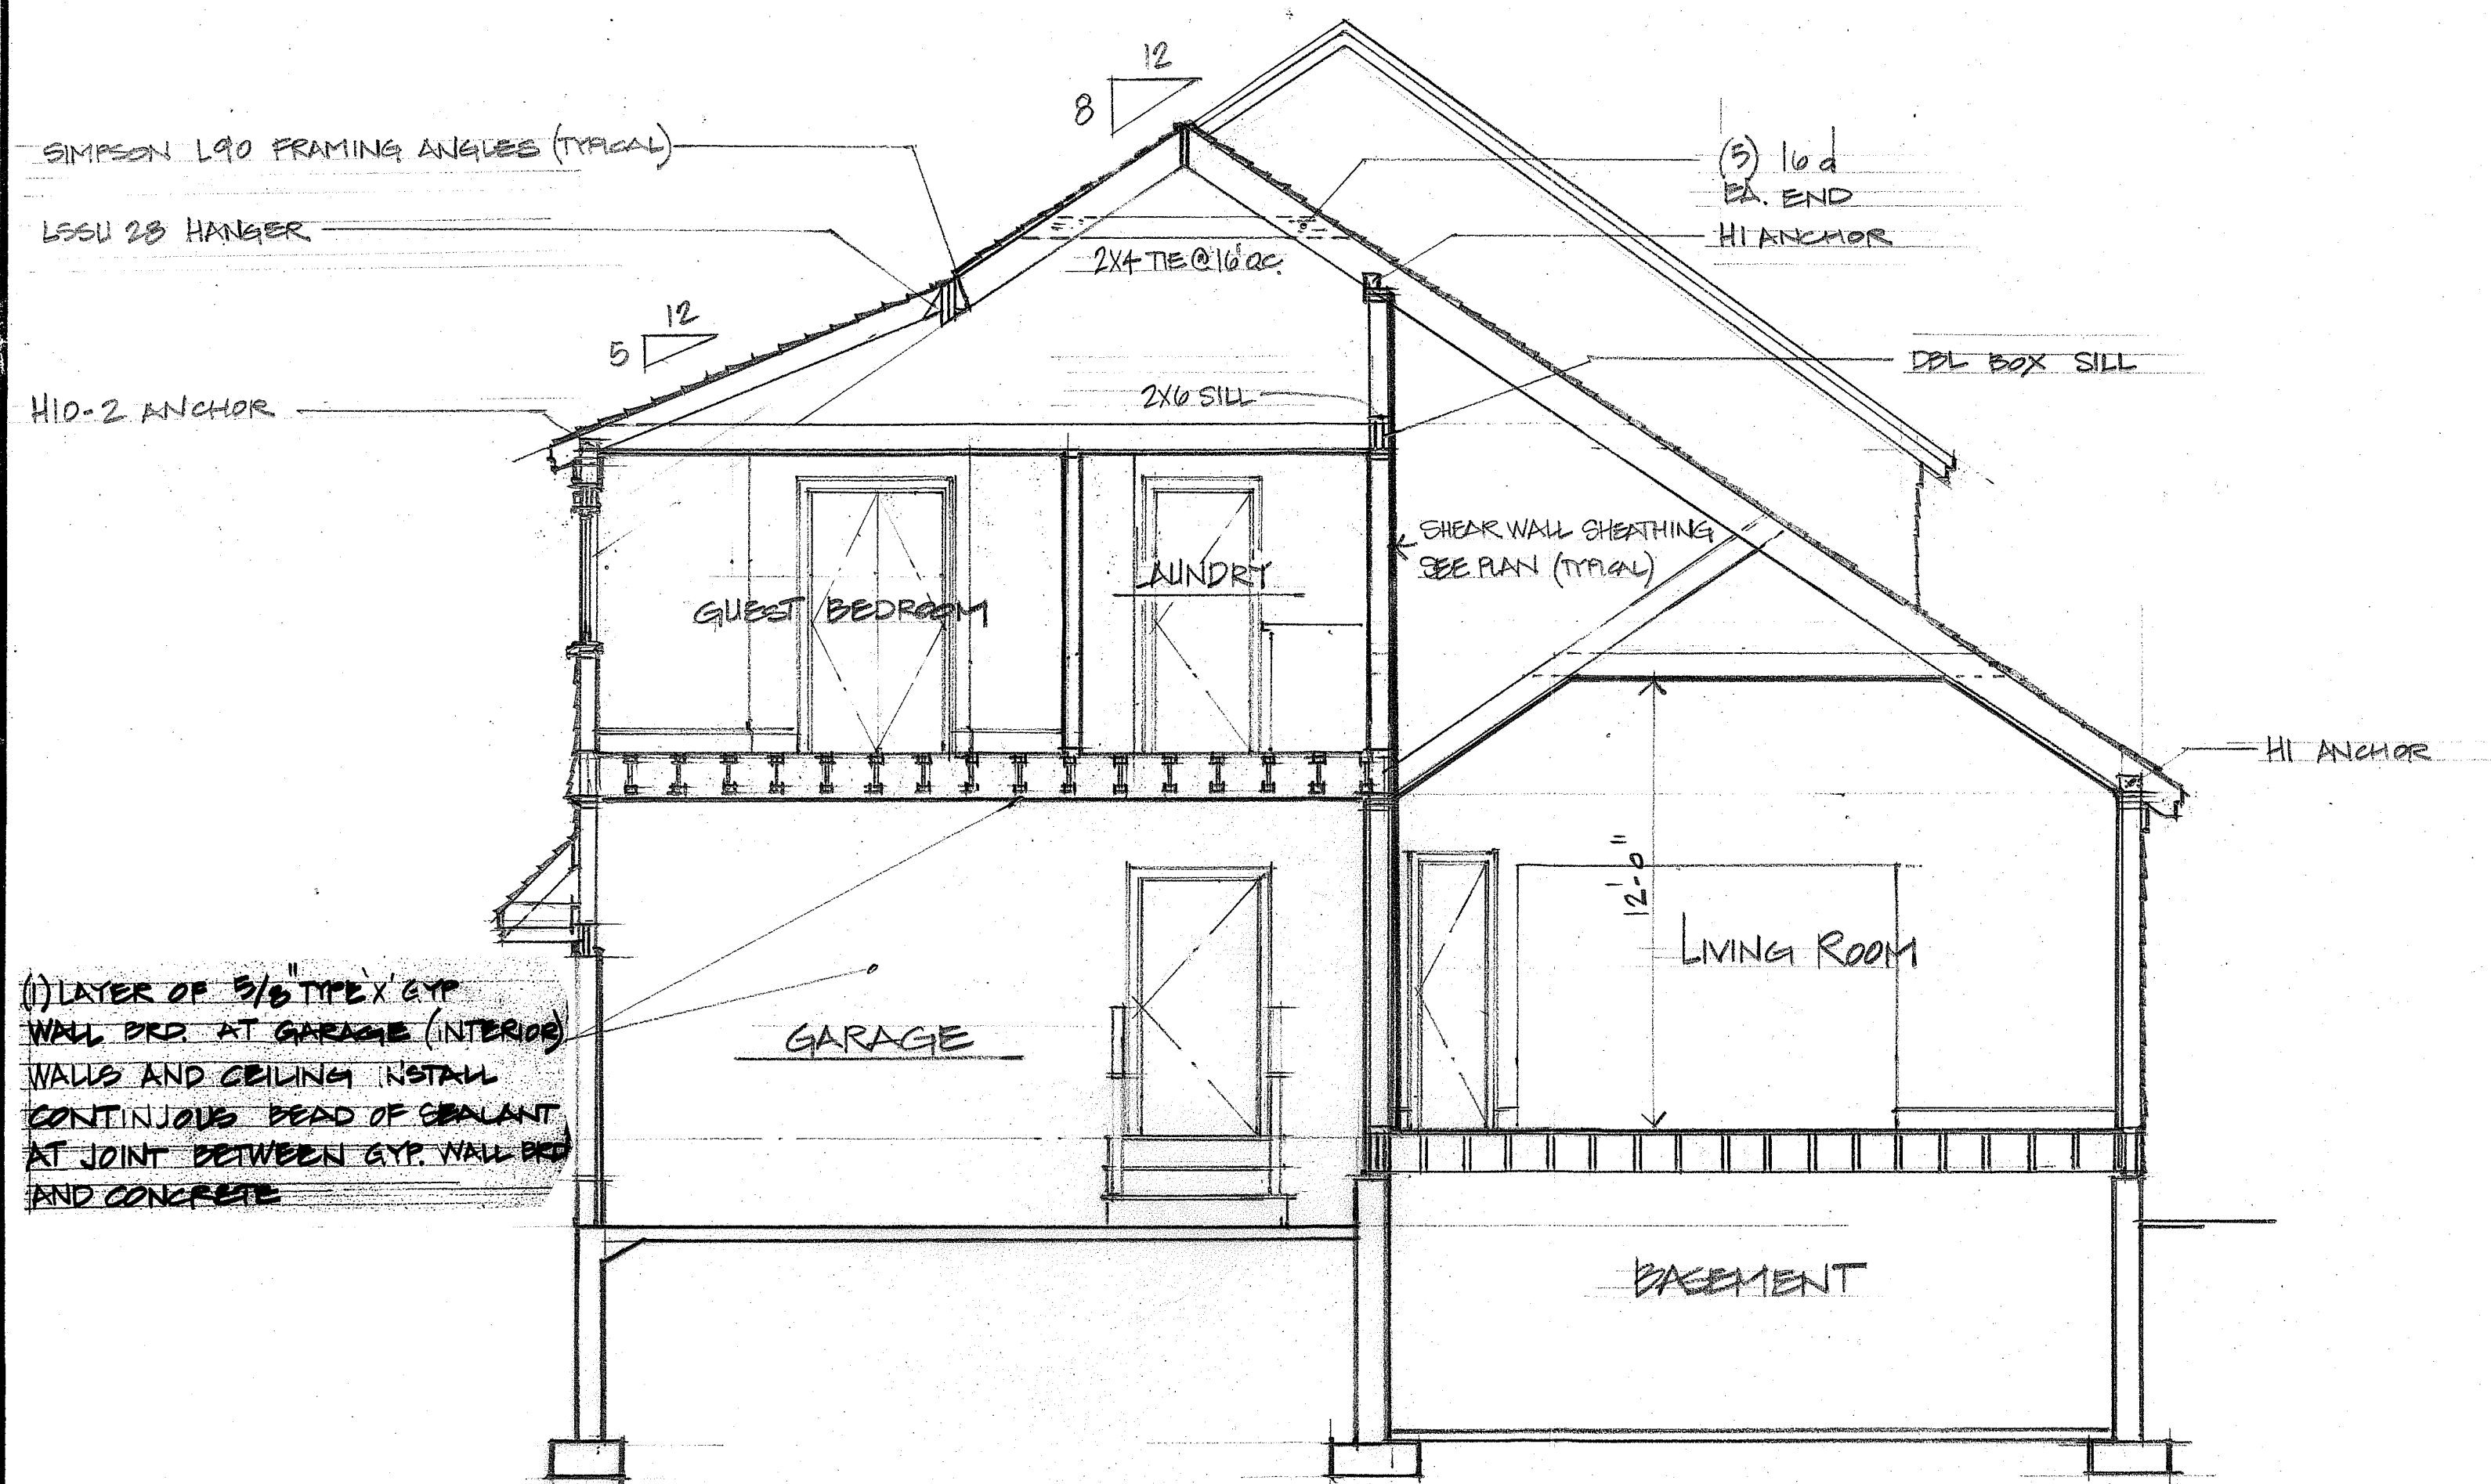 12
8
SIMPSON L90 FRAMING ANGLES (TYPICAL)
(5) 16d
EA. END
LSSU 28 HANGER
H1 ANCHOR
2X4 TIE @ 16" O.C.
12
5
DBL BOX SILL
2X6 SILL
H10-2 ANCHOR
SHEAR WALL SHEATHING
SEE PLAN (TYPICAL)
LAUNDRY
GUEST BEDROOM
H1 ANCHOR
12'-0"
LIVING ROOM
(1) LAYER OF 5/8" TYPE 'X' GYP
WALL BRD. AT GARAGE (INTERIOR)
WALLS AND CEILING INSTALL
CONTINUOUS BEAD OF SEALANT
AT JOINT BETWEEN GYP. WALL BRD
AND CONCRETE
GARAGE
BASEMENT